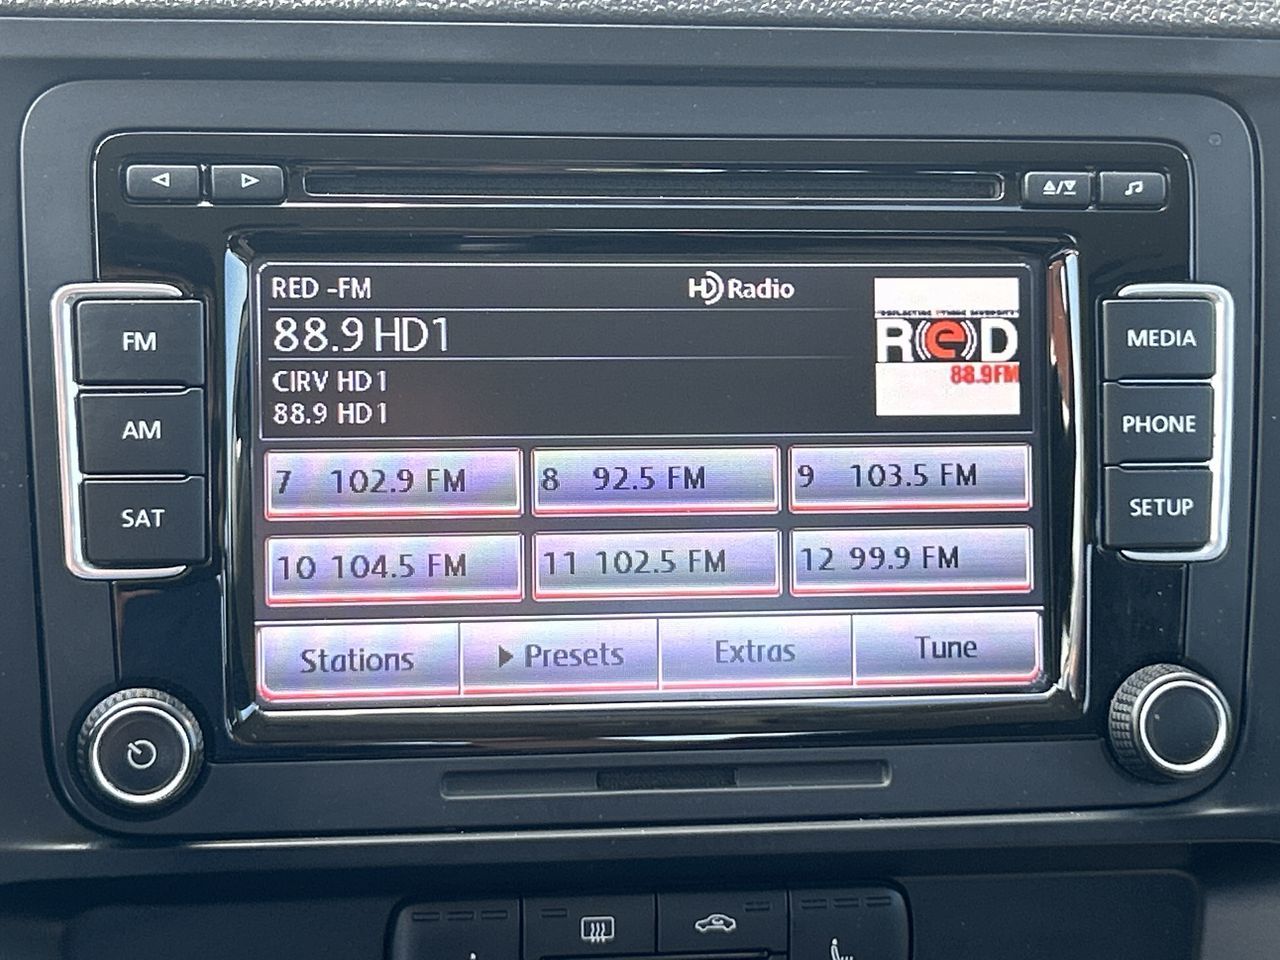 RED -FM
HD Radio
88.9 HD1
CIRV HD1
88.9 HD1
ReD
88.9FM
FM
AM
SAT
MEDIA
PHONE
SETUP
7 102.9 FM
8 92.5 FM
9 103.5 FM
10 104.5 FM
11 102.5 FM
12 99.9 FM
Stations
Presets
Extras
Tune